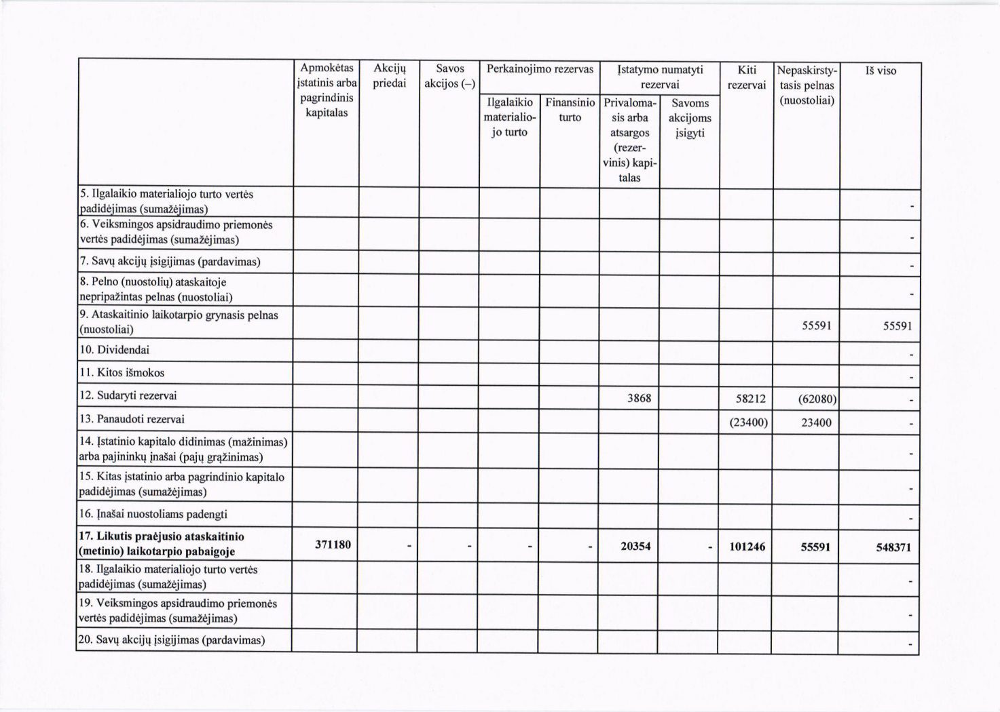 Apmokėtas
įstatinis arba
pagrindinis
kapitalas
Akcijų
priedai
Savos
akcijos (–)
Perkainojimo rezervas
Ilgalaikio
materialio-
jo turto
Finansinio
turto
Įstatymo numatyti
rezervai
Privaloma-
sis arba
atsargos
(rezer-
vinis) kapi-
talas
Savoms
akcijoms
įsigyti
Kiti
rezervai
Nepaskirsty-
tasis pelnas
(nuostoliai)
Iš viso
5. Ilgalaikio materialiojo turto vertės
padidėjimas (sumažėjimas) -
6. Veiksmingos apsidraudimo priemonės
vertės padidėjimas (sumažėjimas) -
7. Savų akcijų įsigijimas (pardavimas) -
8. Pelno (nuostolių) ataskaitoje
nepripažintas pelnas (nuostoliai) -
9. Ataskaitinio laikotarpio grynasis pelnas
(nuostoliai) 55591 55591
10. Dividendai -
11. Kitos išmokos -
12. Sudaryti rezervai 3868 58212 (62080) -
13. Panaudoti rezervai (23400) 23400 -
14. Įstatinio kapitalo didinimas (mažinimas)
arba pajininkų įnašai (pajų grąžinimas) -
15. Kitas įstatinio arba pagrindinio kapitalo
padidėjimas (sumažėjimas) -
16. Įnašai nuostoliams padengti -
17. Likutis praėjusio ataskaitinio
(metinio) laikotarpio pabaigoje 371180 - - - - 20354 - 101246 55591 548371
18. Ilgalaikio materialiojo turto vertės
padidėjimas (sumažėjimas) -
19. Veiksmingos apsidraudimo priemonės
vertės padidėjimas (sumažėjimas) -
20. Savų akcijų įsigijimas (pardavimas) -